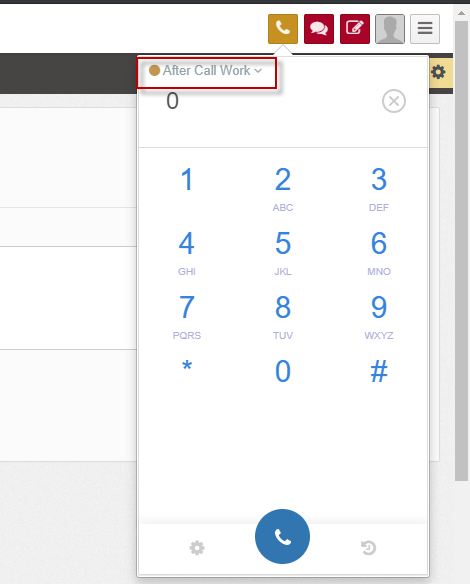 After Call Work
0
1 2 3
ABC DEF
4 5 6
GHI JKL MNO
7 8 9
PQRS TUV WXYZ
* 0 #